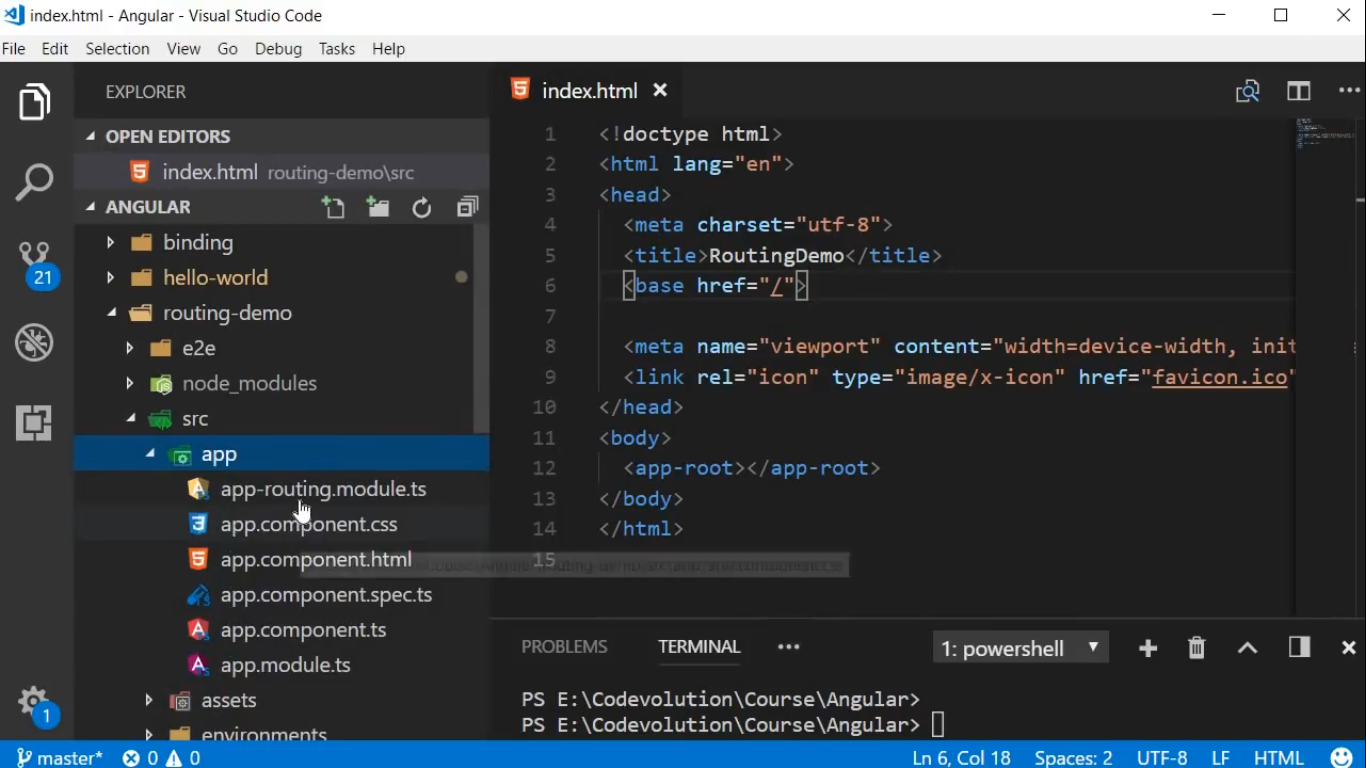 index.html - Angular - Visual Studio Code
File Edit Selection View Go Debug Tasks Help
EXPLORER
OPEN EDITORS
index.html routing-demo\src
ANGULAR
binding
hello-world
routing-demo
e2e
node_modules
src
app
app-routing.module.ts
app.component.css
app.component.html
app.component.spec.ts
app.component.ts
app.module.ts
assets
environments
21
1
index.html
1 <!doctype html>
2 <html lang="en">
3 <head>
4 <meta charset="utf-8">
5 <title>RoutingDemo</title>
6 <base href="/">
7
8 <meta name="viewport" content="width=device-width, init
9 <link rel="icon" type="image/x-icon" href="favicon.ico"
10 </head>
11 <body>
12 <app-root></app-root>
13 </body>
14 </html>
15
PROBLEMS TERMINAL ••• 1: powershell
PS E:\Codevolution\Course\Angular>
PS E:\Codevolution\Course\Angular>
master* 0 0 Ln 6, Col 18 Spaces: 2 UTF-8 LF HTML